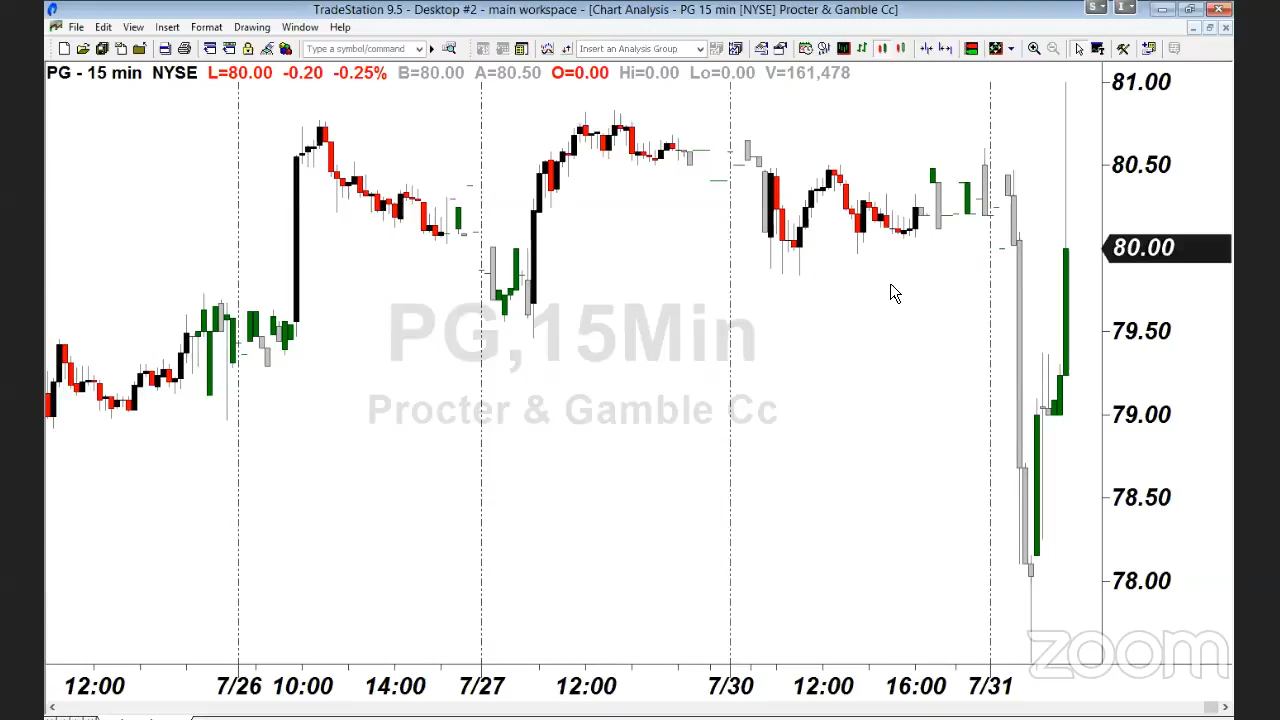 TradeStation 9.5 - Desktop #2 - main workspace - [Chart Analysis - PG 15 min [NYSE] Procter & Gamble Cc]
S
I
File Edit View Insert Format Drawing Window Help
Type a symbol/command
Insert an Analysis Group
PG - 15 min NYSE L=80.00 -0.20 -0.25% B=80.00 A=80.50 O=0.00 Hi=0.00 Lo=0.00 V=161,478
81.00
80.50
80.00
79.50
79.00
78.50
78.00
PG,15Min
Procter & Gamble Cc
zoom
12:00 7/26 10:00 14:00 7/27 12:00 7/30 12:00 16:00 7/31